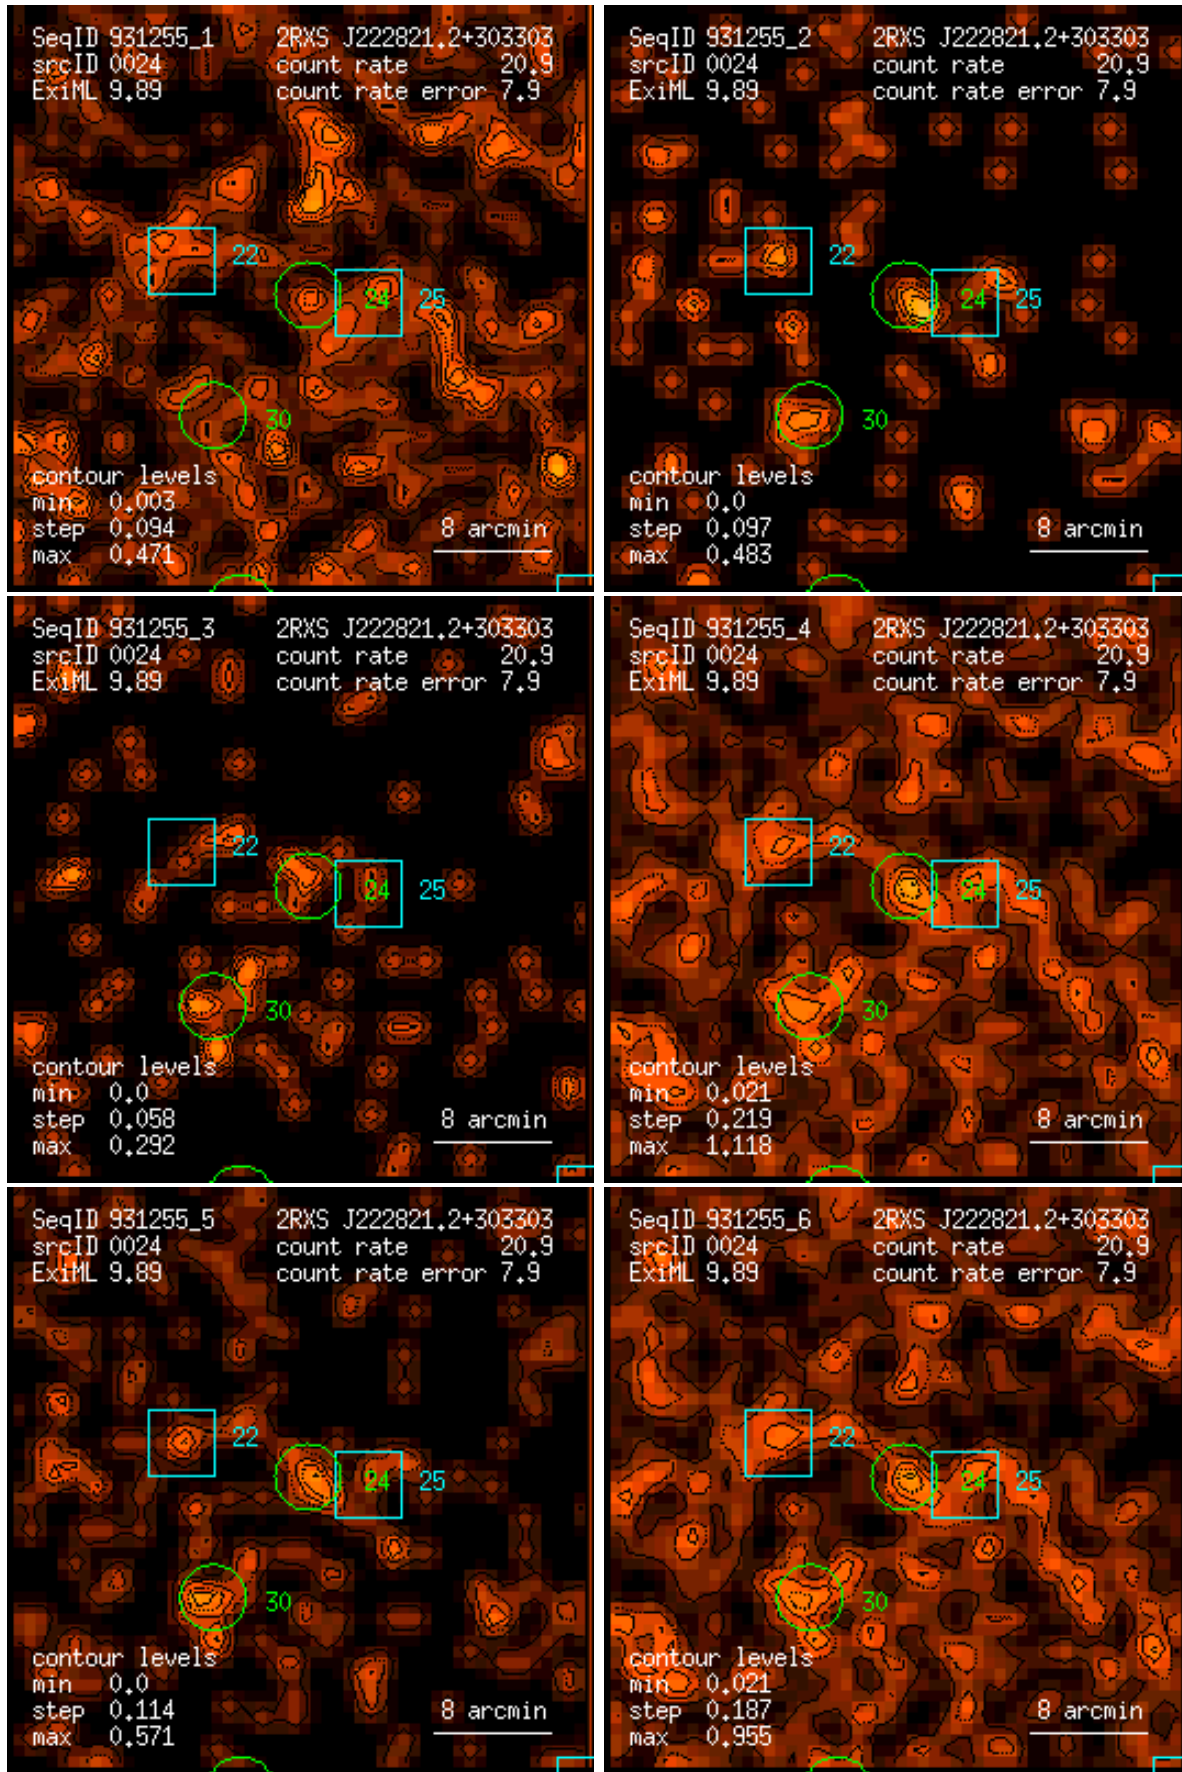 SeqID 931255_1 2RXS J222821.2+303303
srcID 0024 count rate 20.9
ExiML 9.89 count rate error 7.9
22
24 25
30
contour levels
min 0.003
step 0.094 8 arcmin
max 0.471
SeqID 931255_2 2RXS J222821.2+303303
srcID 0024 count rate 20.9
ExiML 9.89 count rate error 7.9
22
24 25
30
contour levels
min 0.0
step 0.097 8 arcmin
max 0.483
SeqID 931255_3 2RXS J222821.2+303303
srcID 0024 count rate 20.9
ExiML 9.89 count rate error 7.9
22
24 25
30
contour levels
min 0.0
step 0.058 8 arcmin
max 0.292
SeqID 931255_4 2RXS J222821.2+303303
srcID 0024 count rate 20.9
ExiML 9.89 count rate error 7.9
22
24 25
30
contour levels
min 0.021
step 0.219 8 arcmin
max 1.118
SeqID 931255_5 2RXS J222821.2+303303
srcID 0024 count rate 20.9
ExiML 9.89 count rate error 7.9
22
24 25
30
contour levels
min 0.0
step 0.114 8 arcmin
max 0.571
SeqID 931255_6 2RXS J222821.2+303303
srcID 0024 count rate 20.9
ExiML 9.89 count rate error 7.9
22
24 25
30
contour levels
min 0.021
step 0.187 8 arcmin
max 0.955